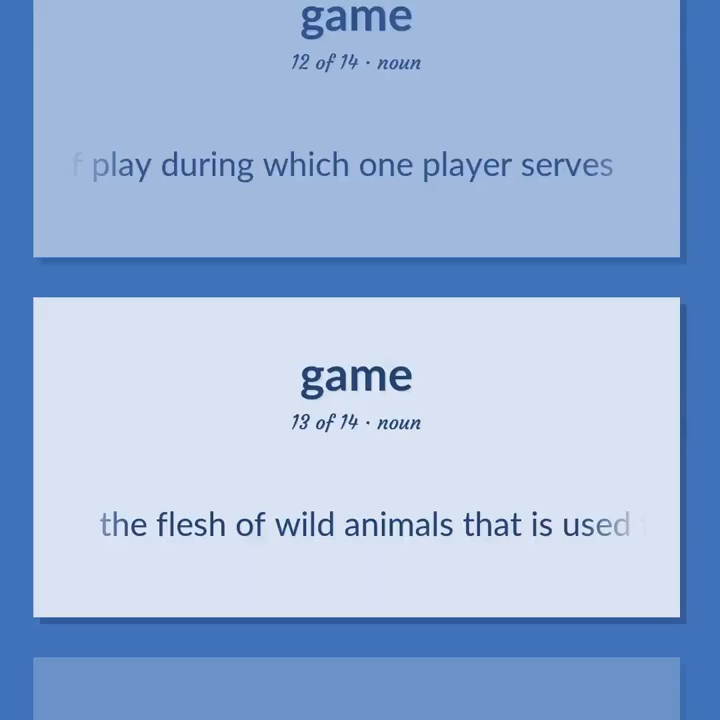 game
12 of 14 · noun
play during which one player serves
game
13 of 14 · noun
the flesh of wild animals that is used